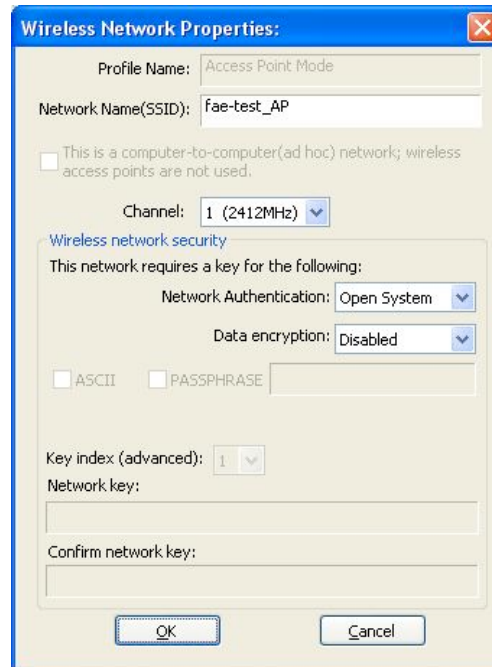 Wireless Network Properties:
Profile Name: Access Point Mode
Network Name(SSID): fae-test_AP
This is a computer-to-computer(ad hoc) network; wireless
access points are not used.
Channel: 1 (2412MHz)
Wireless network security
This network requires a key for the following:
Network Authentication: Open System
Data encryption: Disabled
ASCII PASSPHRASE
Key index (advanced): 1
Network key:
Confirm network key:
OK Cancel